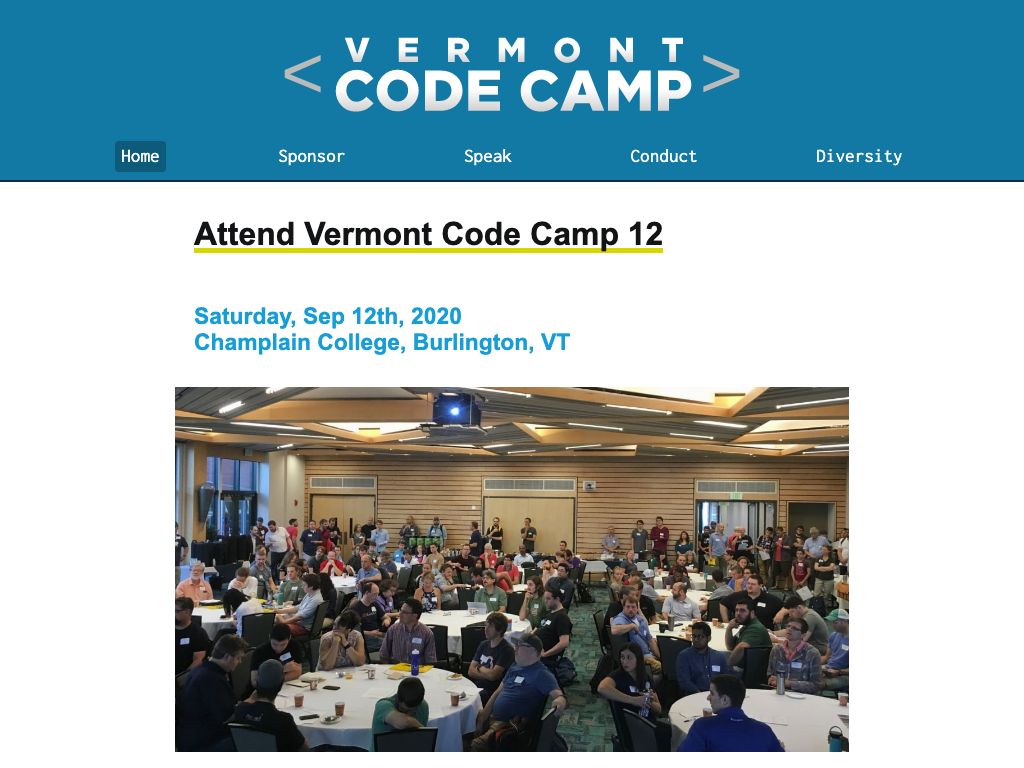 < VERMONT
CODE CAMP >
Home Sponsor Speak Conduct Diversity
Attend Vermont Code Camp 12
Saturday, Sep 12th, 2020
Champlain College, Burlington, VT